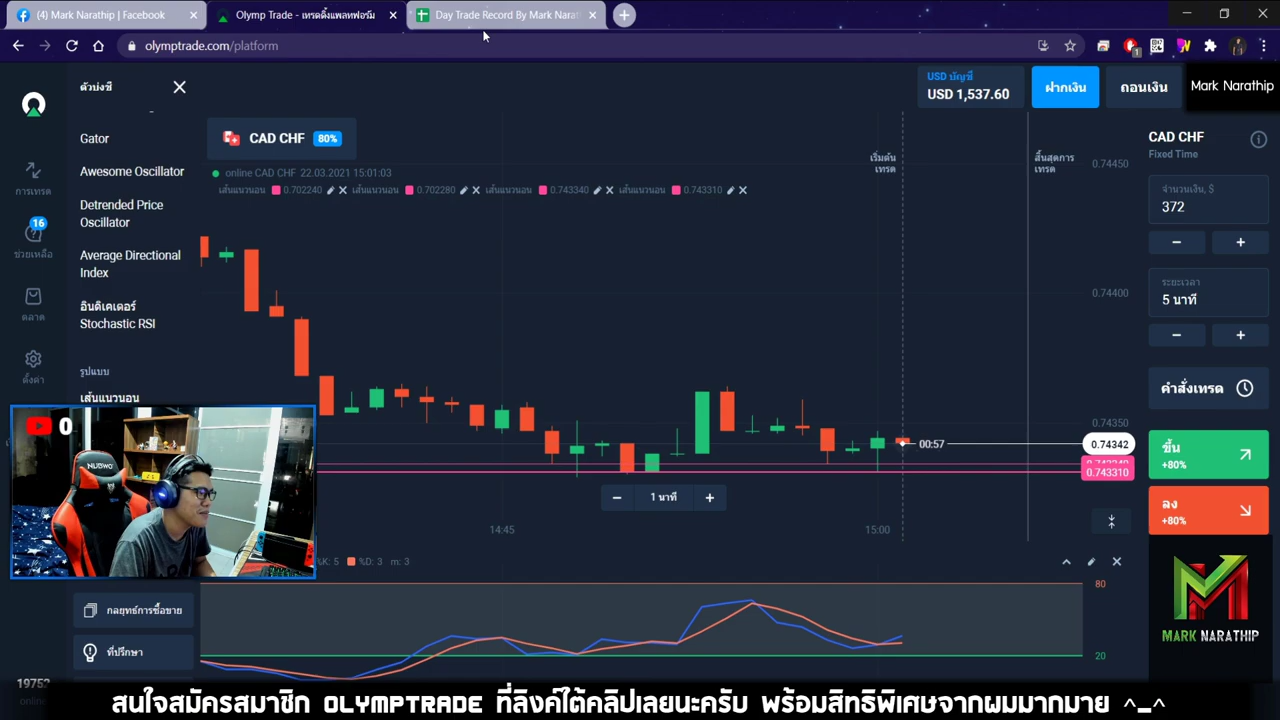 (4) Mark Narathip | Facebook
Olymp Trade - เทรดดิ้งแพลทฟอร์ม
Day Trade Record By Mark Narat
olymptrade.com/platform
ตัวบ่งชี้
USD บัญชี
USD 1,537.60
ฝากเงิน
ถอนเงิน
Mark Narathip
CAD CHF 80%
online CAD CHF 22.03.2021 15:01:03
เส้นแนวนอน 0.702240 เส้นแนวนอน 0.702280 เส้นแนวนอน 0.743340 เส้นแนวนอน 0.743310
เริ่มต้น
เทรด
สิ้นสุดการ
เทรด
Gator
Awesome Oscillator
Detrended Price
Oscillator
Average Directional
Index
อินดิเคเตอร์
Stochastic RSI
รูปแบบ
เส้นแนวนอน
การเทรด
16
ช่วยเหลือ
ตลาด
ตั้งค่า
0.74450
0.74400
0.74350
00:57
0.74342
0.743310
1 นาที
14:45
15:00
CAD CHF
Fixed Time
จำนวนเงิน, $
372
ระยะเวลา
5 นาที
คำสั่งเทรด
ขึ้น
+80%
ลง
+80%
0
NUBWO
%K: 5 %D: 3 m: 3
80
20
กลยุทธ์การซื้อขาย
ที่ปรึกษา
MARK NARATHIP
online
สนใจสมัครสมาชิก OLYMPTRADE ที่ลิงค์ใต้คลิปเลยนะครับ พร้อมสิทธิพิเศษจากผมมากมาย ^_^